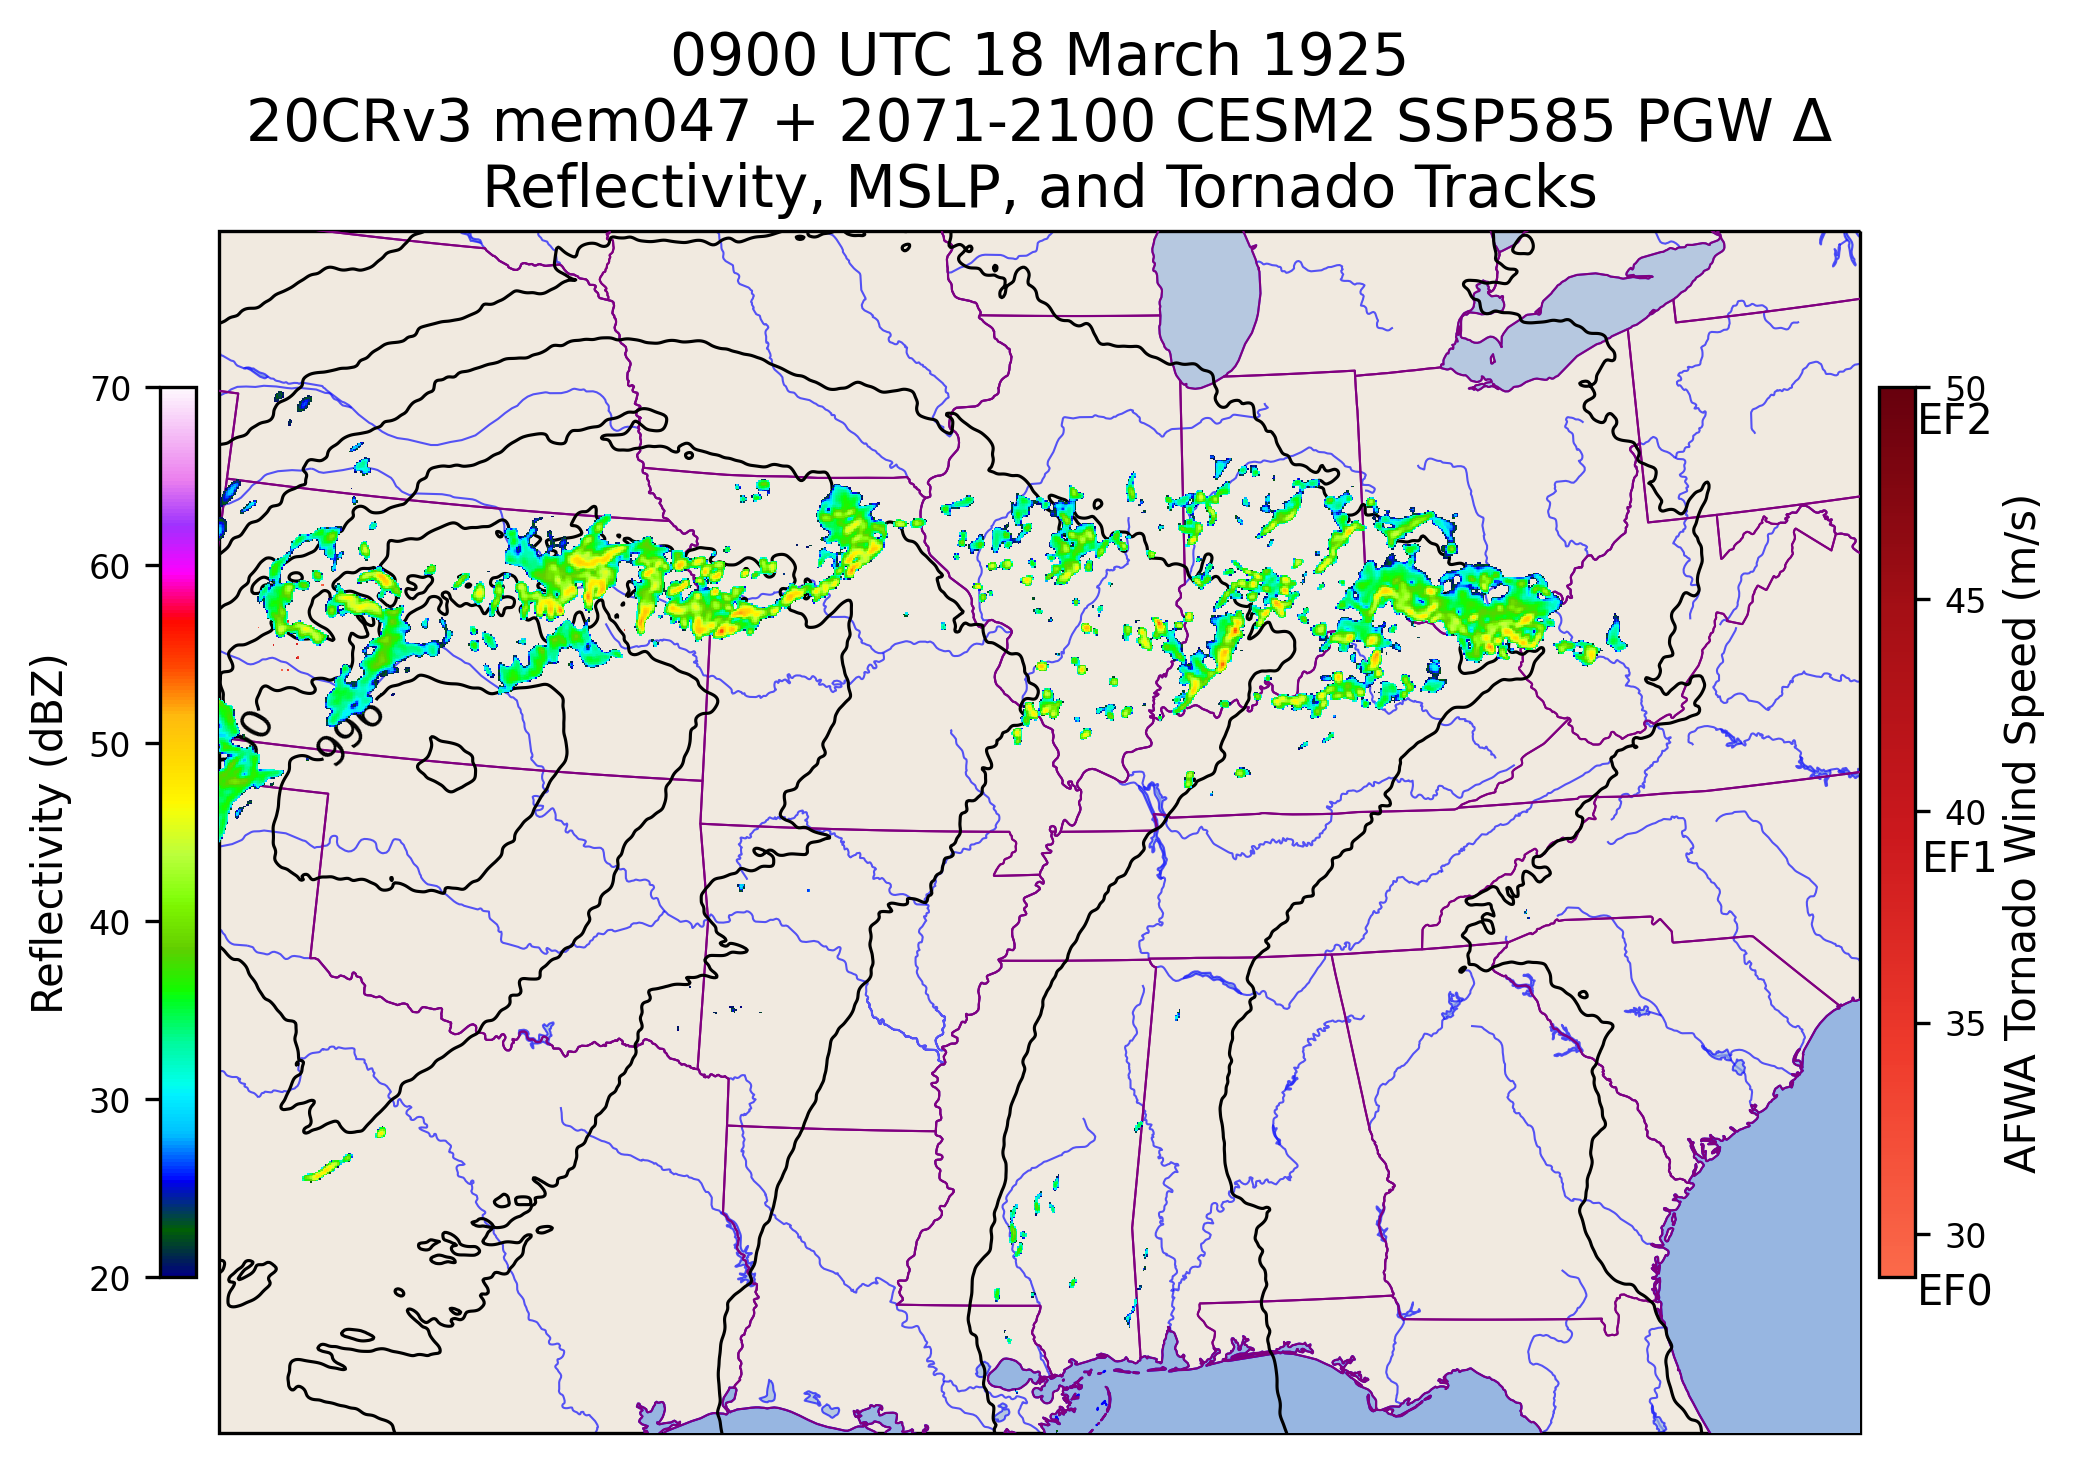 0900 UTC 18 March 1925
20CRv3 mem047 + 2071-2100 CESM2 SSP585 PGW Δ
Reflectivity, MSLP, and Tornado Tracks
70
60
50
40
30
20
Reflectivity (dBZ)
996
0
50
EF2
45
40
EF1
35
30
EF0
AFWA Tornado Wind Speed (m/s)